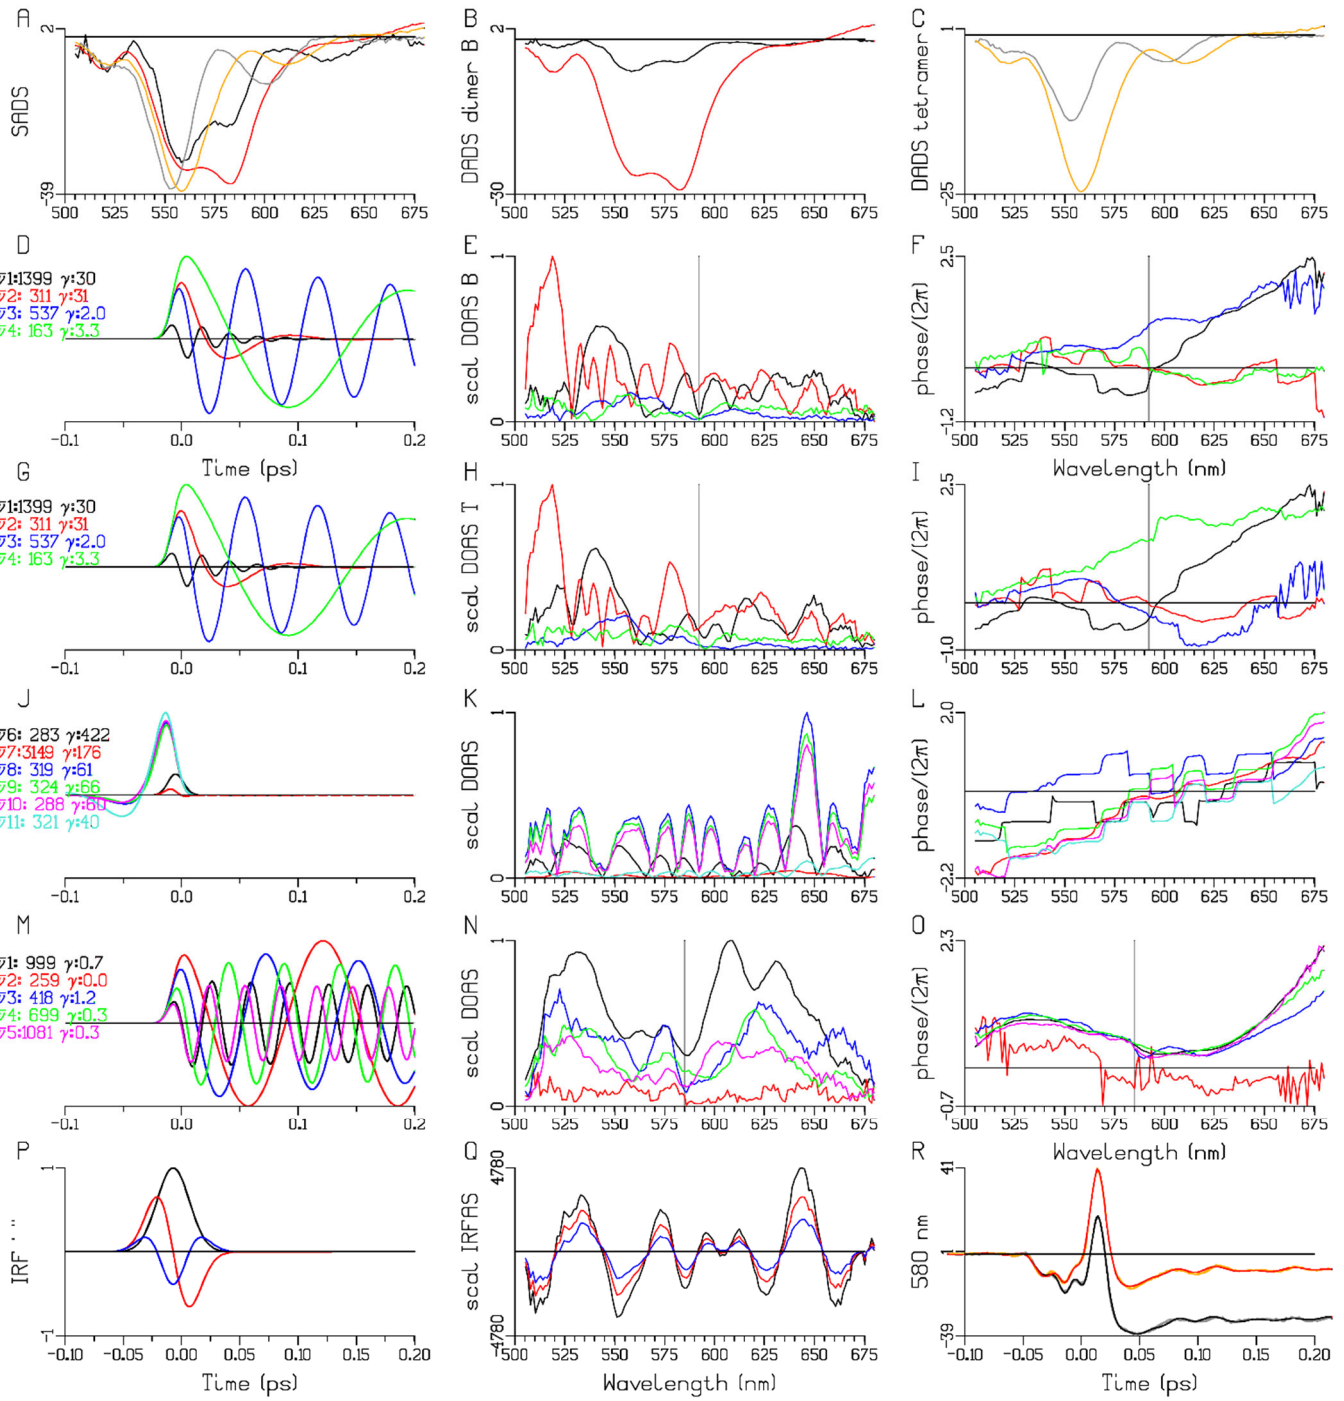 A
2
SADS
-39
500 525 550 575 600 625 650 675
B
2
DADS dimer B
-30
500 525 550 575 600 625 650 675
C
1
DADS tetramer
-25
500 525 550 575 600 625 650 675
D
ν̅1:1399 γ:30
ν̅2: 311 γ:31
ν̅3: 537 γ:2.0
ν̅4: 163 γ:3.3
-0.1 0.0 0.1 0.2
Time (ps)
E
1
scal DOAS B
0
500 525 550 575 600 625 650 675
F
2.5
phase/(2π)
-1.2
500 525 550 575 600 625 650 675
Wavelength (nm)
G
ν̅1:1399 γ:30
ν̅2: 311 γ:31
ν̅3: 537 γ:2.0
ν̅4: 163 γ:3.3
-0.1 0.0 0.1 0.2
H
1
scal DOAS T
0
500 525 550 575 600 625 650 675
I
2.5
phase/(2π)
-1.0
500 525 550 575 600 625 650 675
J
ν̅6: 283 γ:422
ν̅7:3149 γ:176
ν̅8: 319 γ:61
ν̅9: 324 γ:66
ν̅10: 288 γ:60
ν̅11: 321 γ:40
-0.1 0.0 0.1 0.2
K
1
scal DOAS
0
500 525 550 575 600 625 650 675
L
2.0
phase/(2π)
-2.2
500 525 550 575 600 625 650 675
M
ν̅1: 999 γ:0.7
ν̅2: 259 γ:0.0
ν̅3: 418 γ:1.2
ν̅4: 699 γ:0.3
ν̅5:1081 γ:0.3
-0.1 0.0 0.1 0.2
N
1
scal DOAS
0
500 525 550 575 600 625 650 675
O
2.3
phase/(2π)
-0.7
500 525 550 575 600 625 650 675
Wavelength (nm)
P
1
IRF ' ''
-1
-0.10 -0.05 0.00 0.05 0.10 0.15 0.20
Time (ps)
Q
4780
scal IRFAS
-4780
500 525 550 575 600 625 650 675
Wavelength (nm)
R
41
1
580 nm
-39
-0.10 -0.05 0.00 0.05 0.10 0.15 0.20
Time (ps)